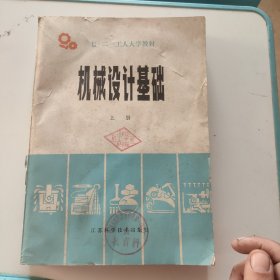 七·二一工人大学教材
机械设计基础
上册
江苏科学技术出版社